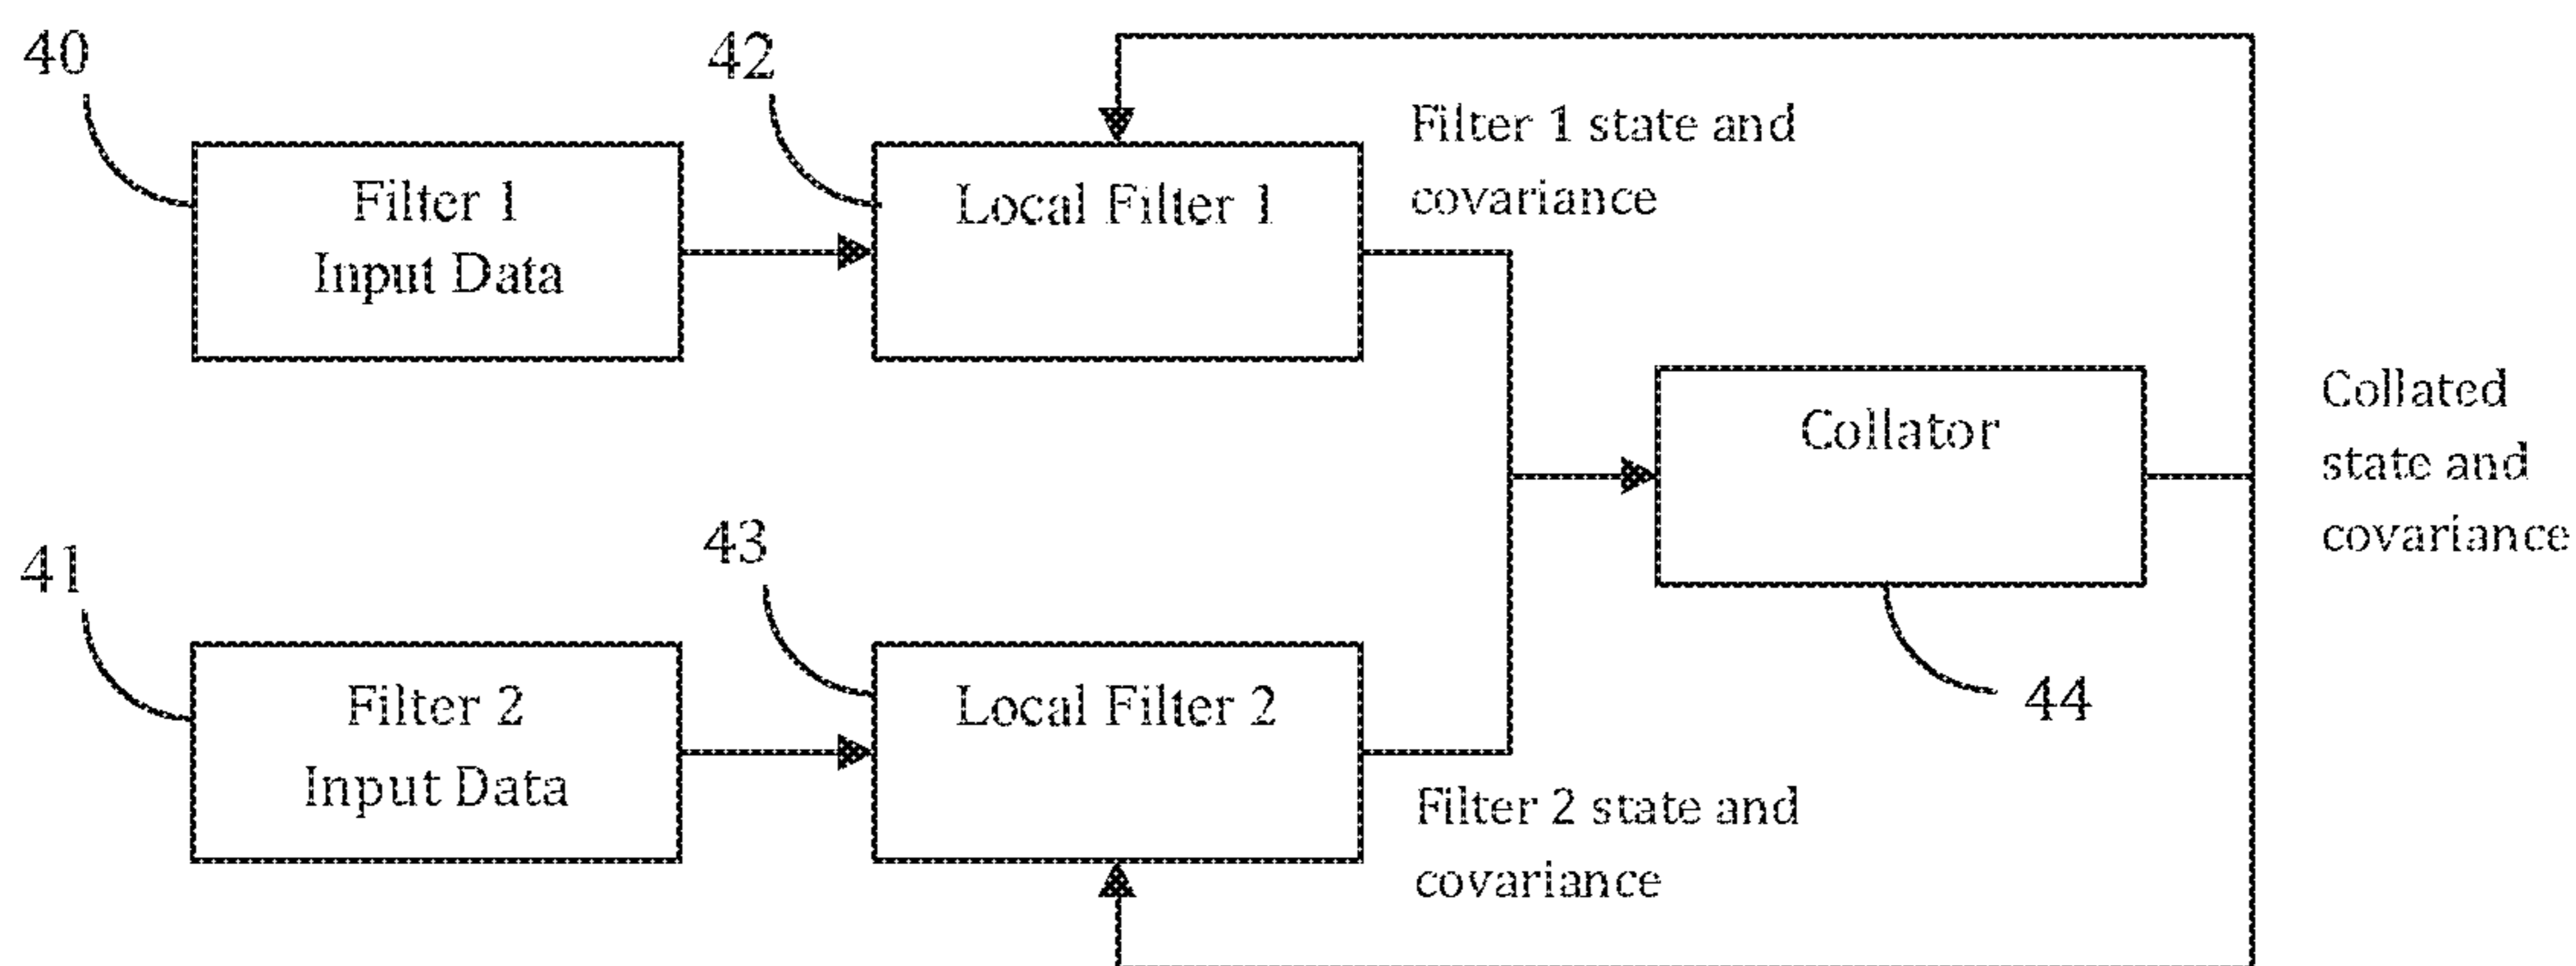 40
42
Filter 1
Input Data
Local Filter 1
Filter 1 state and
covariance
Collator
Collated
state and
covariance
41
43
44
Filter 2
Input Data
Local Filter 2
Filter 2 state and
covariance